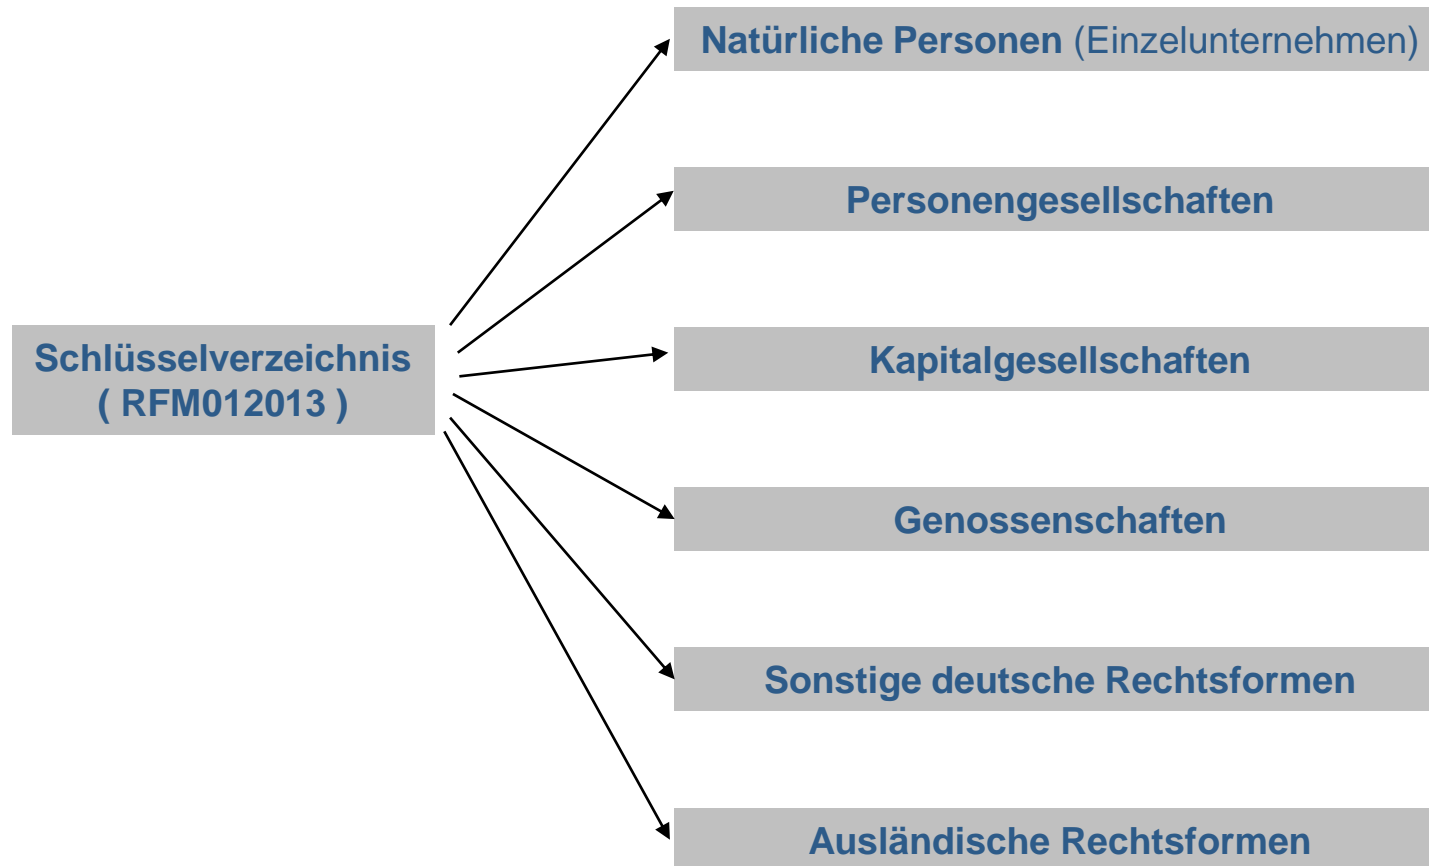 Natürliche Personen (Einzelunternehmen)
Personengesellschaften
Schlüsselverzeichnis
( RFM012013 )
Kapitalgesellschaften
Genossenschaften
Sonstige deutsche Rechtsformen
Ausländische Rechtsformen